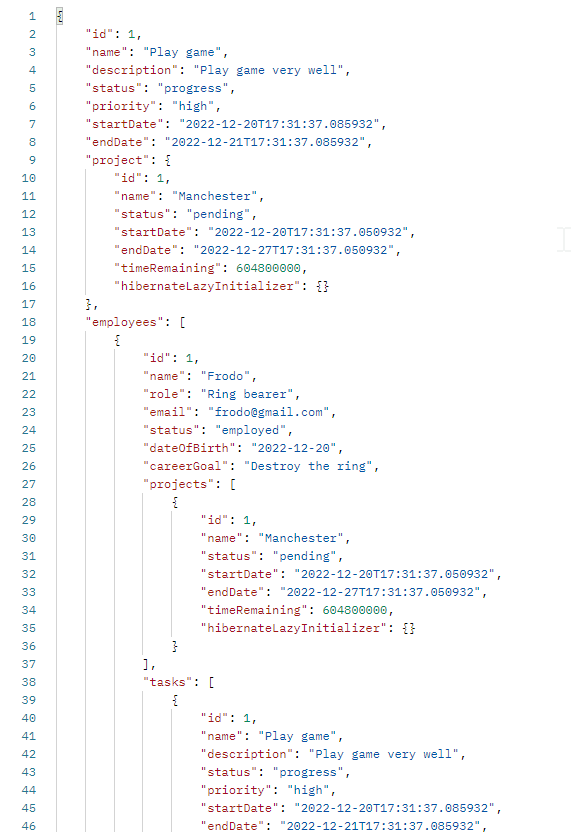 1 {
2 "id": 1,
3 "name": "Play game",
4 "description": "Play game very well",
5 "status": "progress",
6 "priority": "high",
7 "startDate": "2022-12-20T17:31:37.085932",
8 "endDate": "2022-12-21T17:31:37.085932",
9 "project": {
10 "id": 1,
11 "name": "Manchester",
12 "status": "pending",
13 "startDate": "2022-12-20T17:31:37.050932",
14 "endDate": "2022-12-27T17:31:37.050932",
15 "timeRemaining": 604800000,
16 "hibernateLazyInitializer": {}
17 },
18 "employees": [
19 {
20 "id": 1,
21 "name": "Frodo",
22 "role": "Ring bearer",
23 "email": "frodo@gmail.com",
24 "status": "employed",
25 "dateOfBirth": "2022-12-20",
26 "careerGoal": "Destroy the ring",
27 "projects": [
28 {
29 "id": 1,
30 "name": "Manchester",
31 "status": "pending",
32 "startDate": "2022-12-20T17:31:37.050932",
33 "endDate": "2022-12-27T17:31:37.050932",
34 "timeRemaining": 604800000,
35 "hibernateLazyInitializer": {}
36 }
37 ],
38 "tasks": [
39 {
40 "id": 1,
41 "name": "Play game",
42 "description": "Play game very well",
43 "status": "progress",
44 "priority": "high",
45 "startDate": "2022-12-20T17:31:37.085932",
46 "endDate": "2022-12-21T17:31:37.085932",